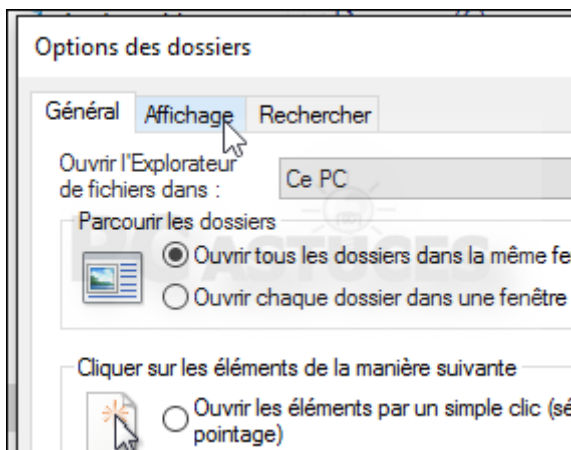 Options des dossiers
Général Affichage Rechercher
Ouvrir l'Explorateur
de fichiers dans :
Ce PC
Parcourir les dossiers
PC ASTUCES
Ouvrir tous les dossiers dans la même
Ouvrir chaque dossier dans une fenêtre
Cliquer sur les éléments de la manière suivante
Ouvrir les éléments par un simple clic
pointage)